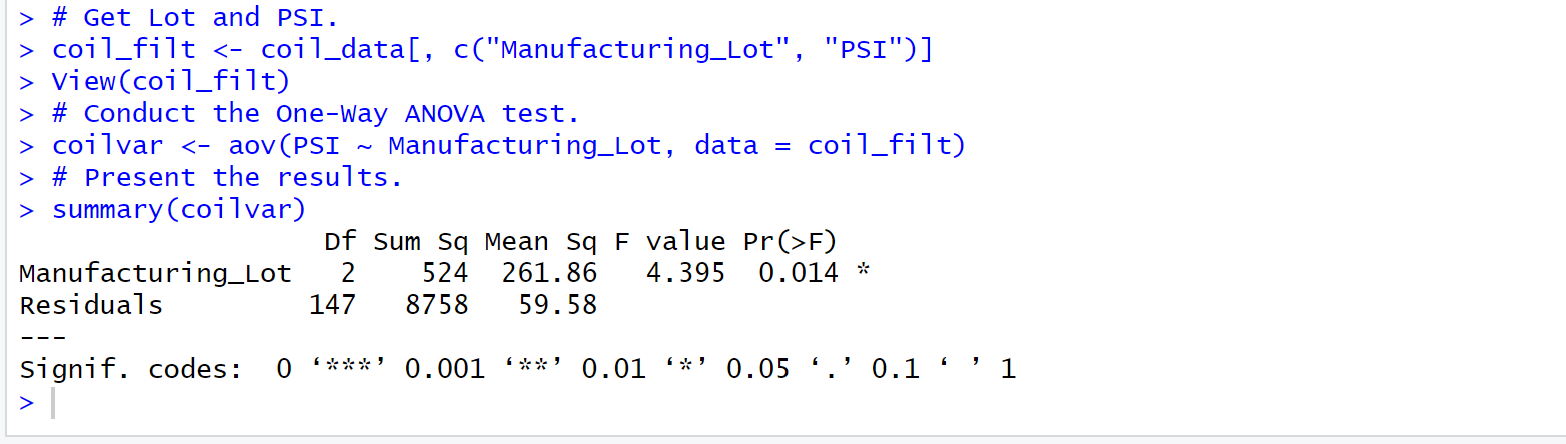 > # Get Lot and PSI.
> coil_filt <- coil_data[, c("Manufacturing_Lot", "PSI")]
> View(coil_filt)
> # Conduct the One-Way ANOVA test.
> coilvar <- aov(PSI ~ Manufacturing_Lot, data = coil_filt)
> # Present the results.
> summary(coilvar)
                   Df Sum Sq Mean Sq F value Pr(>F)
Manufacturing_Lot   2    524  261.86   4.395  0.014 *
Residuals         147   8758   59.58
---
Signif. codes:  0 ‘***’ 0.001 ‘**’ 0.01 ‘*’ 0.05 ‘.’ 0.1 ‘ ’ 1
>